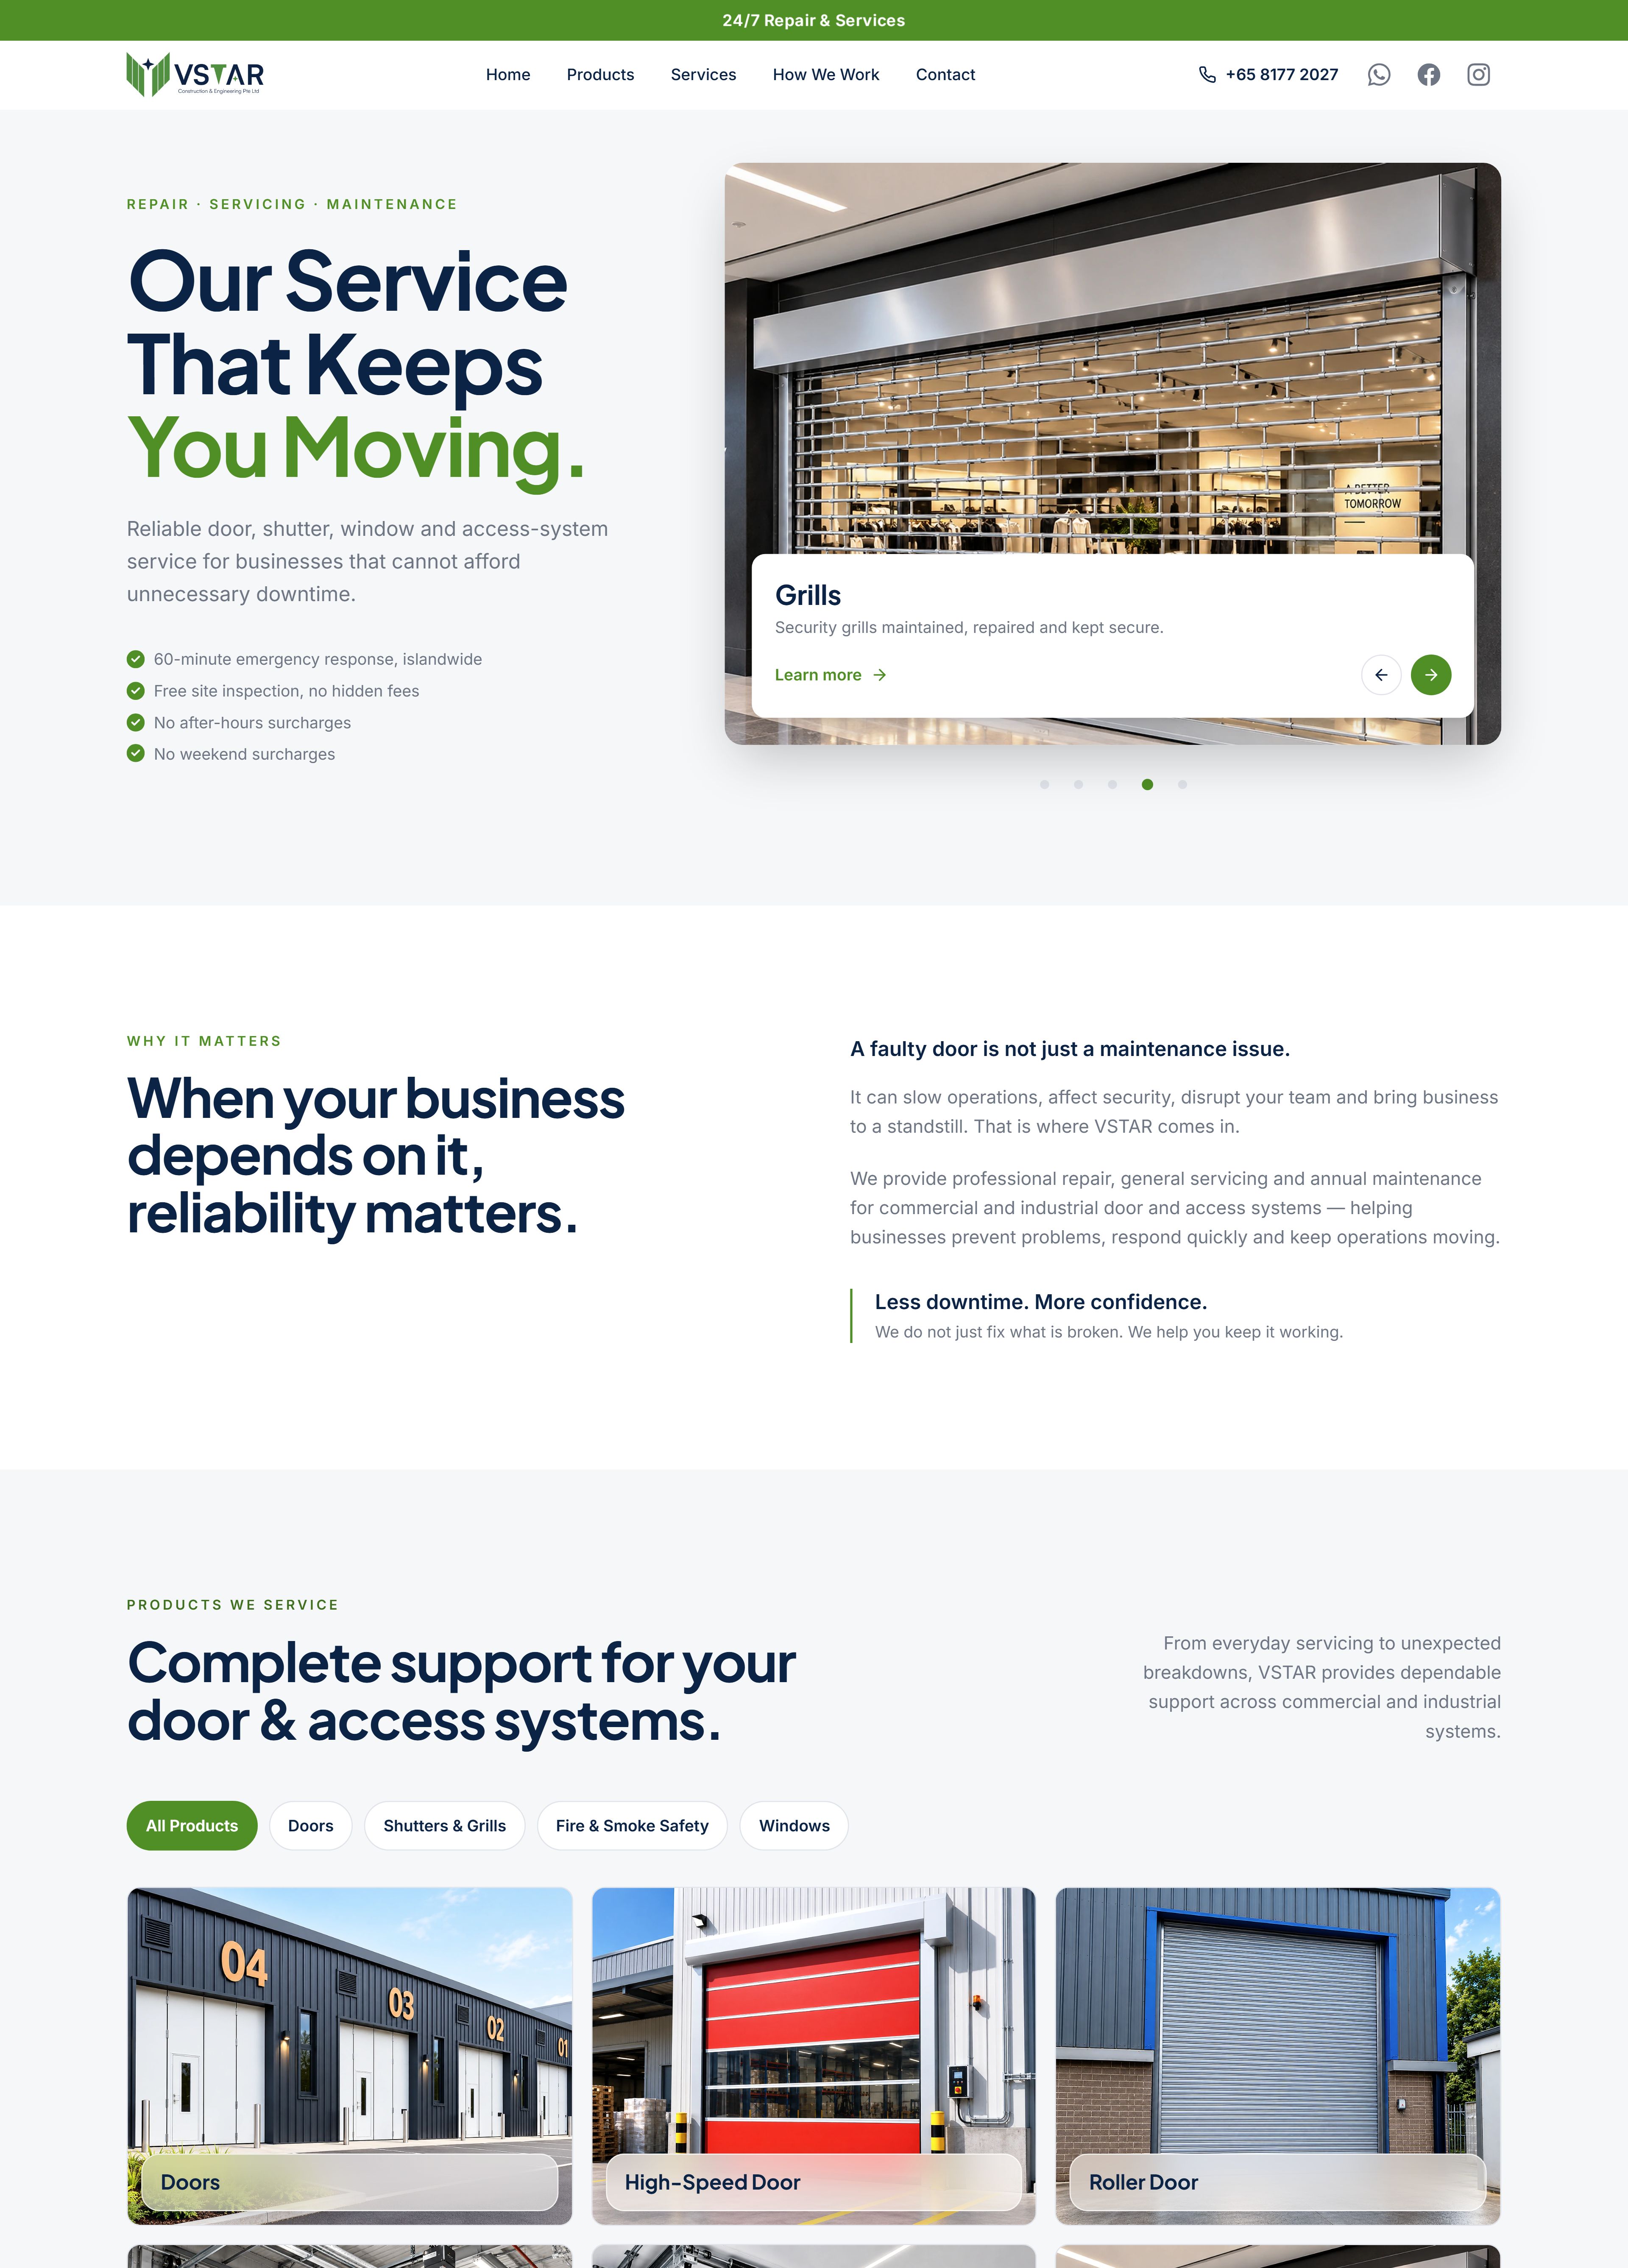 24/7 Repair & Services
VSTAR
Construction & Engineering Pte Ltd
Home
Products
Services
How We Work
Contact
+65 8177 2027
REPAIR · SERVICING · MAINTENANCE
Our Service
That Keeps
You Moving.
Reliable door, shutter, window and access-system
service for businesses that cannot afford
unnecessary downtime.
60-minute emergency response, islandwide
Free site inspection, no hidden fees
No after-hours surcharges
No weekend surcharges
A BETTER
TOMORROW
Grills
Security grills maintained, repaired and kept secure.
Learn more
WHY IT MATTERS
When your business
depends on it,
reliability matters.
A faulty door is not just a maintenance issue.
It can slow operations, affect security, disrupt your team and bring business
to a standstill. That is where VSTAR comes in.
We provide professional repair, general servicing and annual maintenance
for commercial and industrial door and access systems — helping
businesses prevent problems, respond quickly and keep operations moving.
Less downtime. More confidence.
We do not just fix what is broken. We help you keep it working.
PRODUCTS WE SERVICE
Complete support for your
door & access systems.
From everyday servicing to unexpected
breakdowns, VSTAR provides dependable
support across commercial and industrial
systems.
All Products
Doors
Shutters & Grills
Fire & Smoke Safety
Windows
04
03
02
01
Doors
High-Speed Door
Roller Door